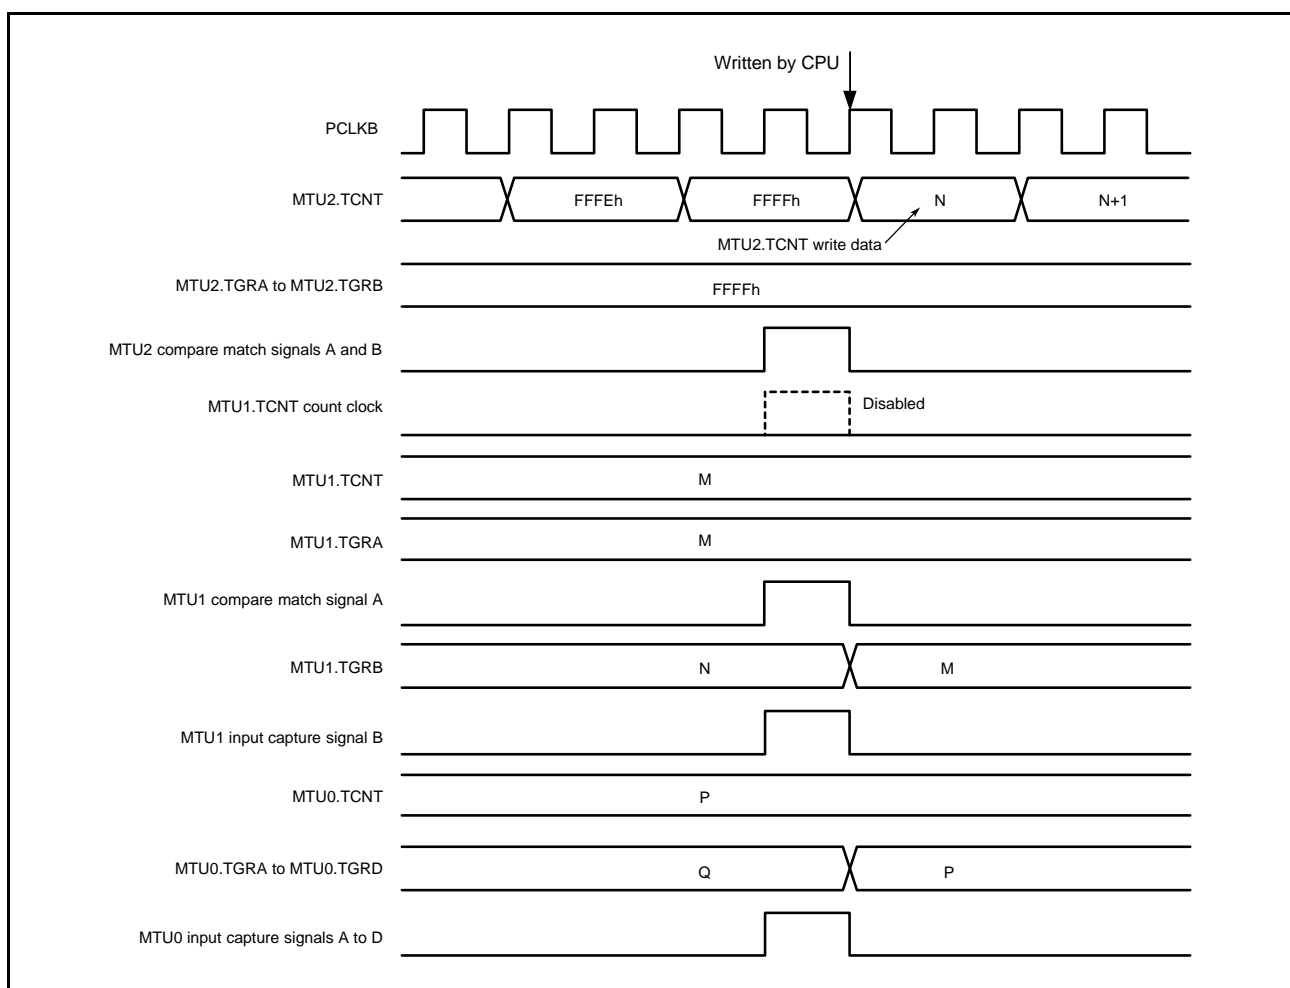 Written by CPU
PCLKB
MTU2.TCNT FFFEh FFFFh N N+1
MTU2.TCNT write data
MTU2.TGRA to MTU2.TGRB FFFFh
MTU2 compare match signals A and B
MTU1.TCNT count clock Disabled
MTU1.TCNT M
MTU1.TGRA M
MTU1 compare match signal A
MTU1.TGRB N M
MTU1 input capture signal B
MTU0.TCNT P
MTU0.TGRA to MTU0.TGRD Q P
MTU0 input capture signals A to D